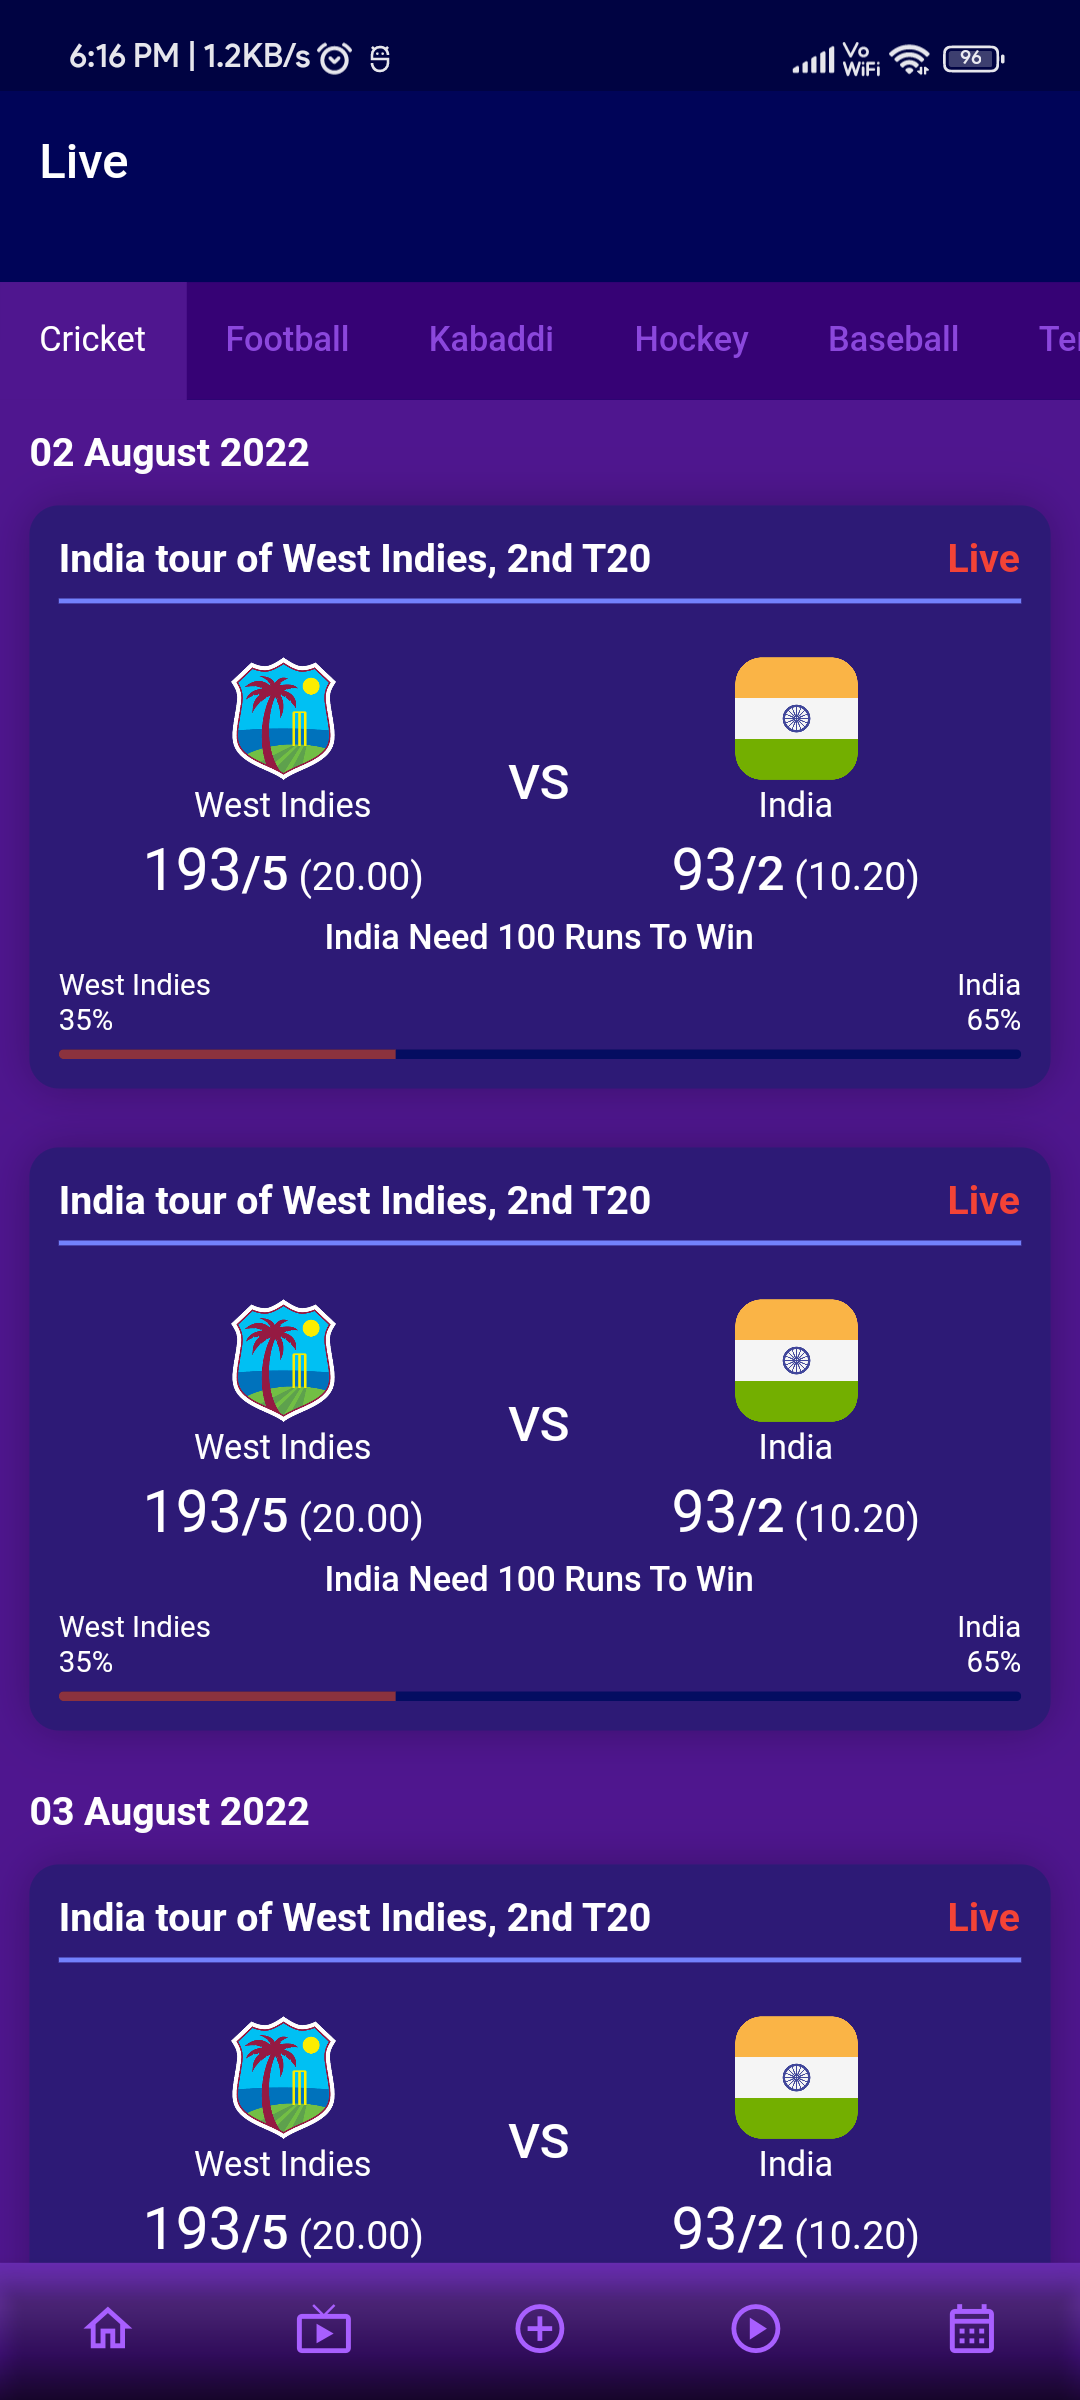 6:16 PM | 1.2KB/s Vo WiFi 96
Live
Cricket Football Kabaddi Hockey Baseball Te
02 August 2022
India tour of West Indies, 2nd T20 Live
West Indies VS India
193/5 (20.00) 93/2 (10.20)
India Need 100 Runs To Win
West Indies India
35% 65%
India tour of West Indies, 2nd T20 Live
West Indies VS India
193/5 (20.00) 93/2 (10.20)
India Need 100 Runs To Win
West Indies India
35% 65%
03 August 2022
India tour of West Indies, 2nd T20 Live
West Indies VS India
193/5 (20.00) 93/2 (10.20)